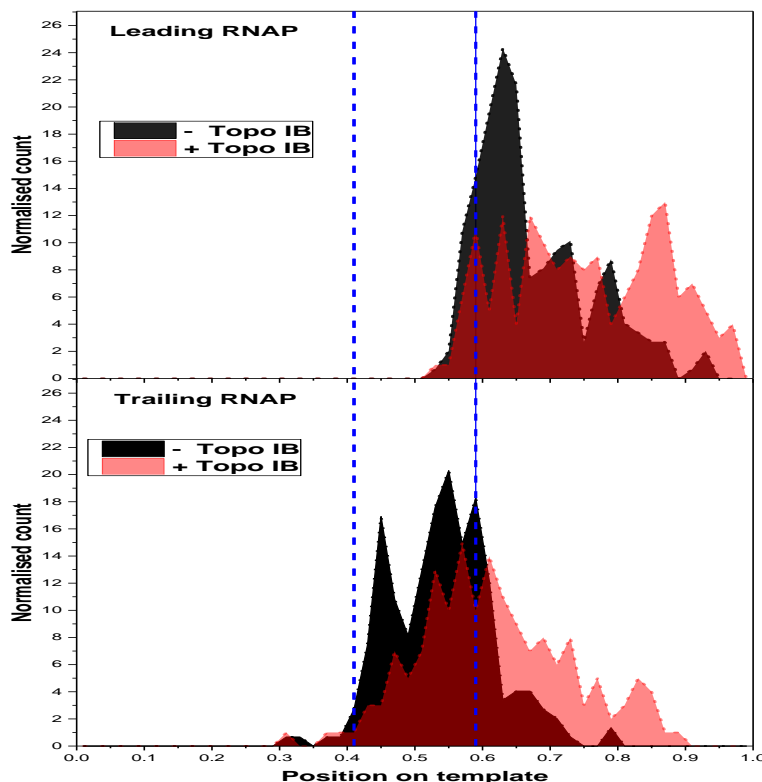 Leading RNAP
- Topo IB
+ Topo IB
Normalised count
26
24
22
20
18
16
14
12
10
8
6
4
2
0
Trailing RNAP
- Topo IB
+ Topo IB
Normalised count
26
24
22
20
18
16
14
12
10
8
6
4
2
0
0.0 0.1 0.2 0.3 0.4 0.5 0.6 0.7 0.8 0.9 1.0
Position on template